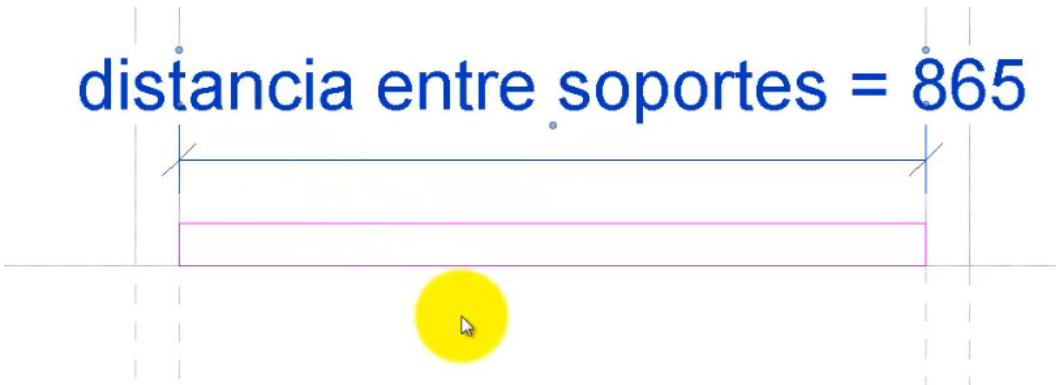 distancia entre soportes = 865